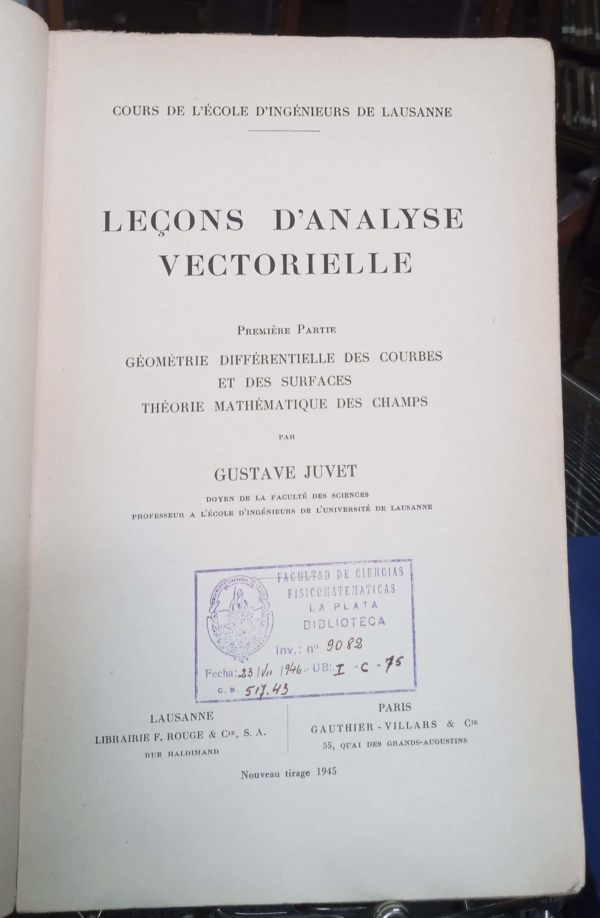 COURS DE L'ÉCOLE D'INGÉNIEURS DE LAUSANNE
LEÇONS D'ANALYSE
VECTORIELLE
PREMIÈRE PARTIE
GÉOMÉTRIE DIFFÉRENTIELLE DES COURBES
ET DES SURFACES
THÉORIE MATHÉMATIQUE DES CHAMPS
PAR
GUSTAVE JUVET
DOYEN DE LA FACULTÉ DES SCIENCES
PROFESSEUR A L'ÉCOLE D'INGÉNIEURS DE L'UNIVERSITÉ DE LAUSANNE
FACULTAD DE CIENCIAS
FISICOMATEMATICAS
LA PLATA
BIBLIOTECA
Inv.: nº 9082
Fecha: 23/VII/946.- UB: I - C - 75
C. D. 517.43
LAUSANNE
LIBRAIRIE F. ROUGE & Cie, S. A.
RUE HALDIMAND
PARIS
GAUTHIER-VILLARS & Cie
55, QUAI DES GRANDS-AUGUSTINS
Nouveau tirage 1945